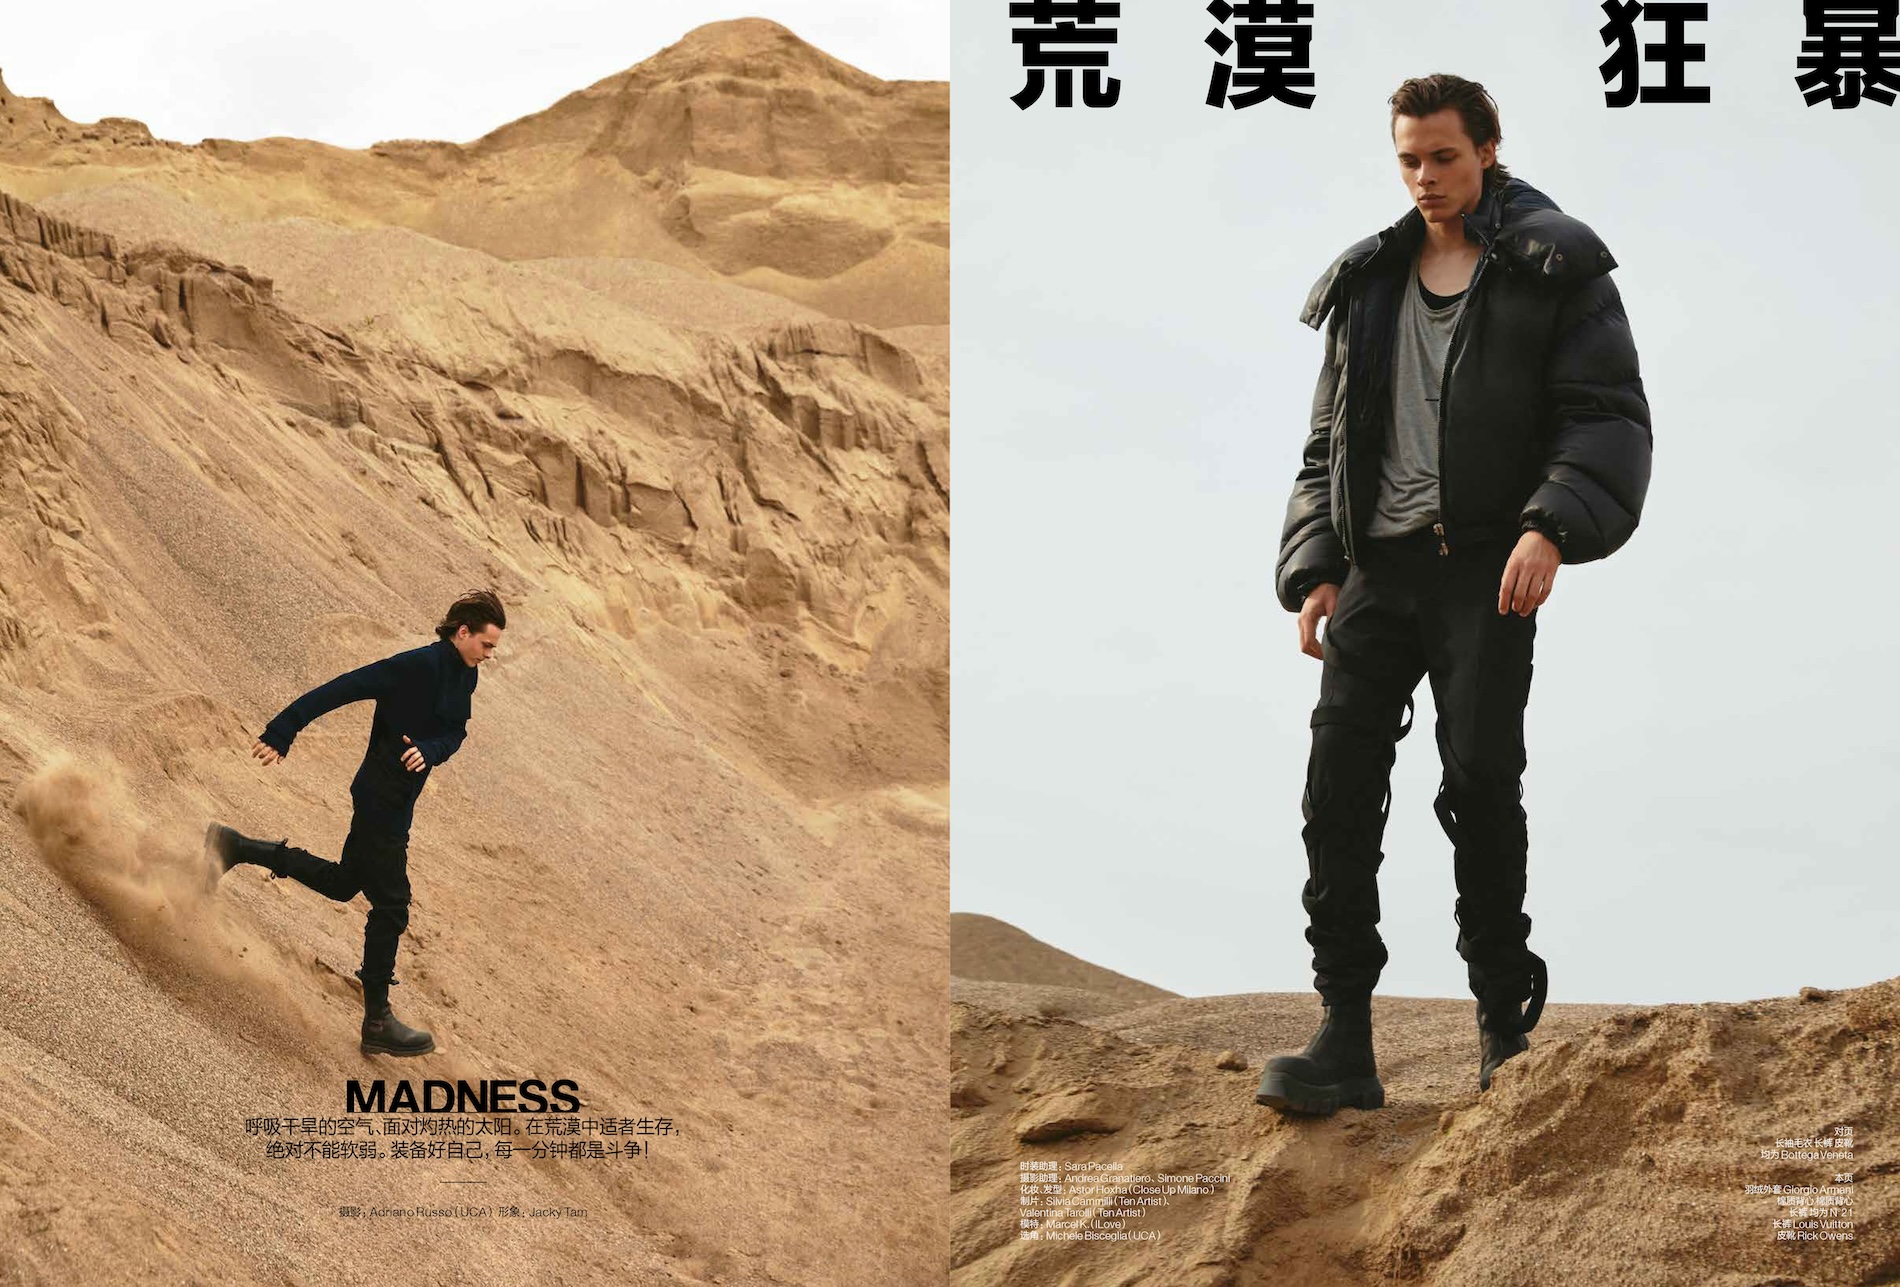 MADNESS
呼吸干旱的空气、面对灼热的太阳。在荒漠中适者生存，
绝对不能软弱。装备好自己，每一分钟都是斗争！
摄影：Adriano Russo（UCA） 形象：Jacky Tam
荒漠 狂暴
时装助理：Sara Pacella
摄影助理：Andrea Granatiero、Simone Paccini
化妆、发型：Astor Hoxha（Close Up Milano）
制片：Silvia Cammilli（Ten Artist）、
Valentina Tarolli（Ten Artist）
模特：Marcel K.（ILove）
选角：Michele Bisceglia（UCA）
对页
长袖毛衣 长裤 皮靴
均为 Bottega Veneta
本页
羽绒外套 Giorgio Armani
棉质背心 棉质背心
长裤 均为 N°21
长裤 Louis Vuitton
皮靴 Rick Owens